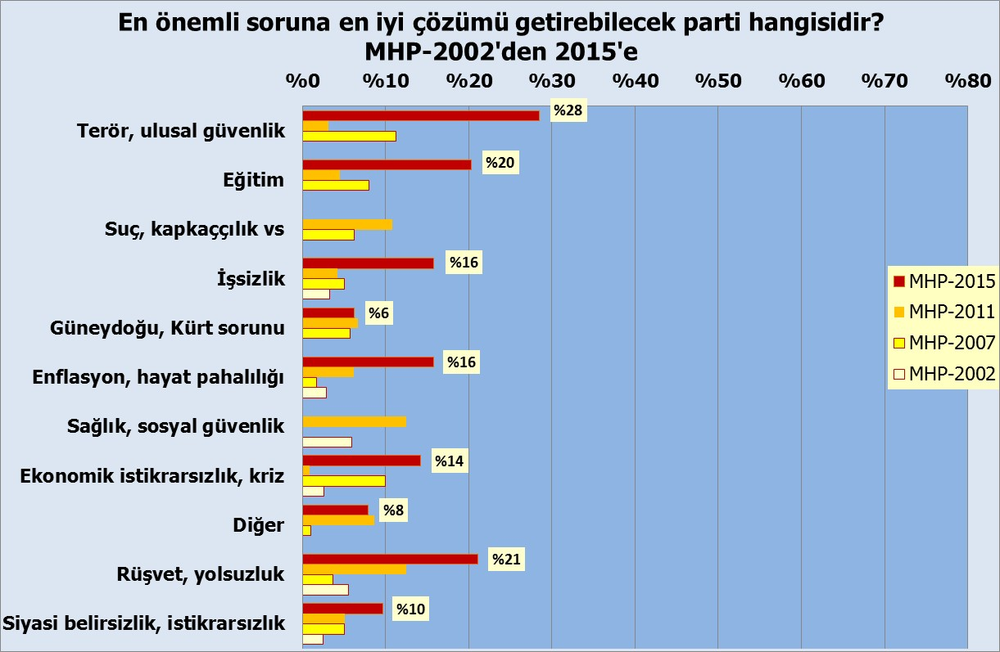 En önemli soruna en iyi çözümü getirebilecek parti hangisidir?
MHP-2002'den 2015'e
%0 %10 %20 %30 %40 %50 %60 %70 %80
Terör, ulusal güvenlik %28
Eğitim %20
Suç, kapkaççılık vs
İşsizlik %16
Güneydoğu, Kürt sorunu %6
Enflasyon, hayat pahalılığı %16
Sağlık, sosyal güvenlik
Ekonomik istikrarsızlık, kriz %14
Diğer %8
Rüşvet, yolsuzluk %21
Siyasi belirsizlik, istikrarsızlık %10
MHP-2015
MHP-2011
MHP-2007
MHP-2002